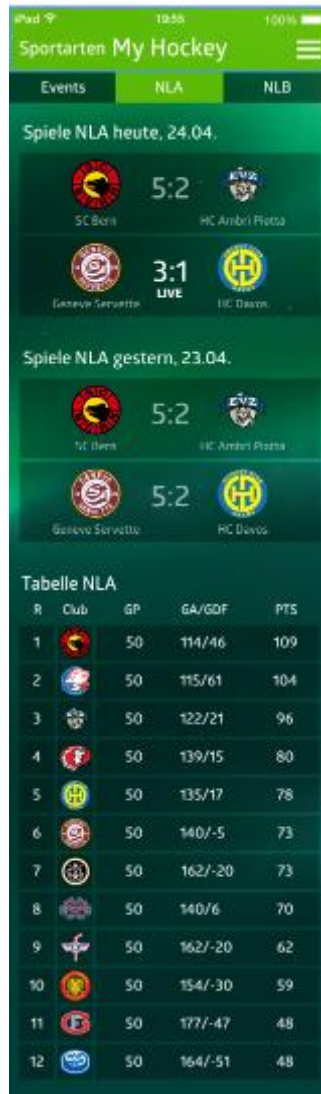 iPad 19:55 100%
Sportarten My Hockey
Events NLA NLB
Spiele NLA heute, 24.04.
5:2
SC Bern HC Ambri Piotta
3:1
LIVE
Geneve Servette HC Davos
Spiele NLA gestern, 23.04.
5:2
SC Bern HC Ambri Piotta
5:2
Geneve Servette HC Davos
Tabelle NLA
R Club GP GA/GDF PTS
1 50 114/46 109
2 50 115/61 104
3 50 122/21 96
4 50 139/15 80
5 50 135/17 78
6 50 140/-5 73
7 50 162/-20 73
8 50 140/6 70
9 50 162/-20 62
10 50 154/-30 59
11 50 177/-47 48
12 50 164/-51 48